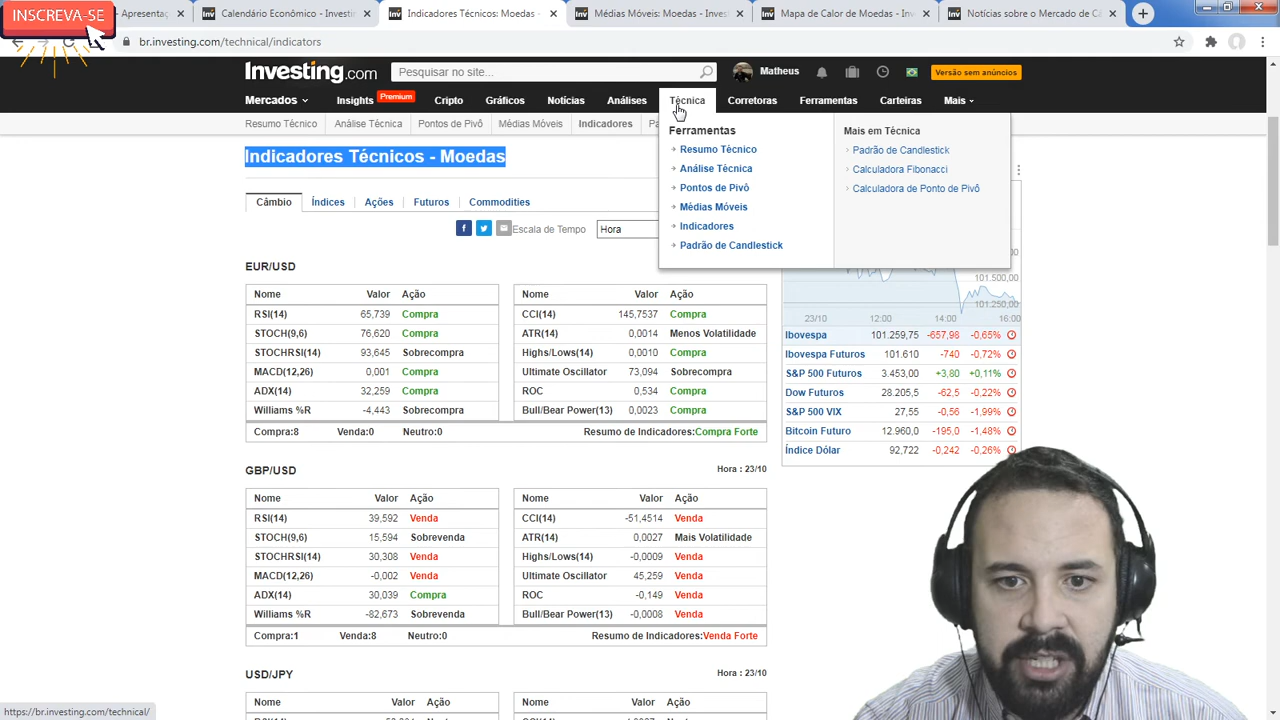 INSCREVA-SE
- Apresentaç
Calendário Econômico - Investi
Indicadores Técnicos: Moedas -
Médias Móveis: Moedas - Inves
Mapa de Calor de Moedas - Inv
Notícias sobre o Mercado de C
br.investing.com/technical/indicators
Investing.com
Pesquisar no site...
Matheus
Versão sem anúncios
Mercados
Insights
Premium
Cripto
Gráficos
Notícias
Análises
Técnica
Corretoras
Ferramentas
Carteiras
Mais
Resumo Técnico
Análise Técnica
Pontos de Pivô
Médias Móveis
Indicadores
Pa
Ferramentas
Resumo Técnico
Análise Técnica
Pontos de Pivô
Médias Móveis
Indicadores
Padrão de Candlestick
Mais em Técnica
Padrão de Candlestick
Calculadora Fibonacci
Calculadora de Ponto de Pivô
Indicadores Técnicos - Moedas
Câmbio Índices Ações Futuros Commodities
Escala de Tempo Hora
EUR/USD
Nome Valor Ação Nome Valor Ação
RSI(14) 65,739 Compra CCI(14) 145,7537 Compra
STOCH(9,6) 76,620 Compra ATR(14) 0,0014 Menos Volatilidade
STOCHRSI(14) 93,645 Sobrecompra Highs/Lows(14) 0,0010 Compra
MACD(12,26) 0,001 Compra Ultimate Oscillator 73,094 Sobrecompra
ADX(14) 32,259 Compra ROC 0,534 Compra
Williams %R -4,443 Sobrecompra Bull/Bear Power(13) 0,0023 Compra
Compra:8 Venda:0 Neutro:0 Resumo de Indicadores:Compra Forte
GBP/USD Hora : 23/10
Nome Valor Ação Nome Valor Ação
RSI(14) 39,592 Venda CCI(14) -51,4514 Venda
STOCH(9,6) 15,594 Sobrevenda ATR(14) 0,0027 Mais Volatilidade
STOCHRSI(14) 30,308 Venda Highs/Lows(14) -0,0009 Venda
MACD(12,26) -0,002 Venda Ultimate Oscillator 45,259 Venda
ADX(14) 30,039 Compra ROC -0,149 Venda
Williams %R -82,673 Sobrevenda Bull/Bear Power(13) -0,0008 Venda
Compra:1 Venda:8 Neutro:0 Resumo de Indicadores:Venda Forte
USD/JPY Hora : 23/10
Nome Valor Ação Nome Valor Ação
101.500,00
101.250,00
23/10 12:00 14:00 16:00
Ibovespa 101.259,75 -657,98 -0,65%
Ibovespa Futuros 101.610 -740 -0,72%
S&P 500 Futuros 3.453,00 +3,80 +0,11%
Dow Futuros 28.205,5 -62,5 -0,22%
S&P 500 VIX 27,55 -0,56 -1,99%
Bitcoin Futuro 12.960,0 -195,0 -1,48%
Índice Dólar 92,722 -0,242 -0,26%
https://br.investing.com/technical/